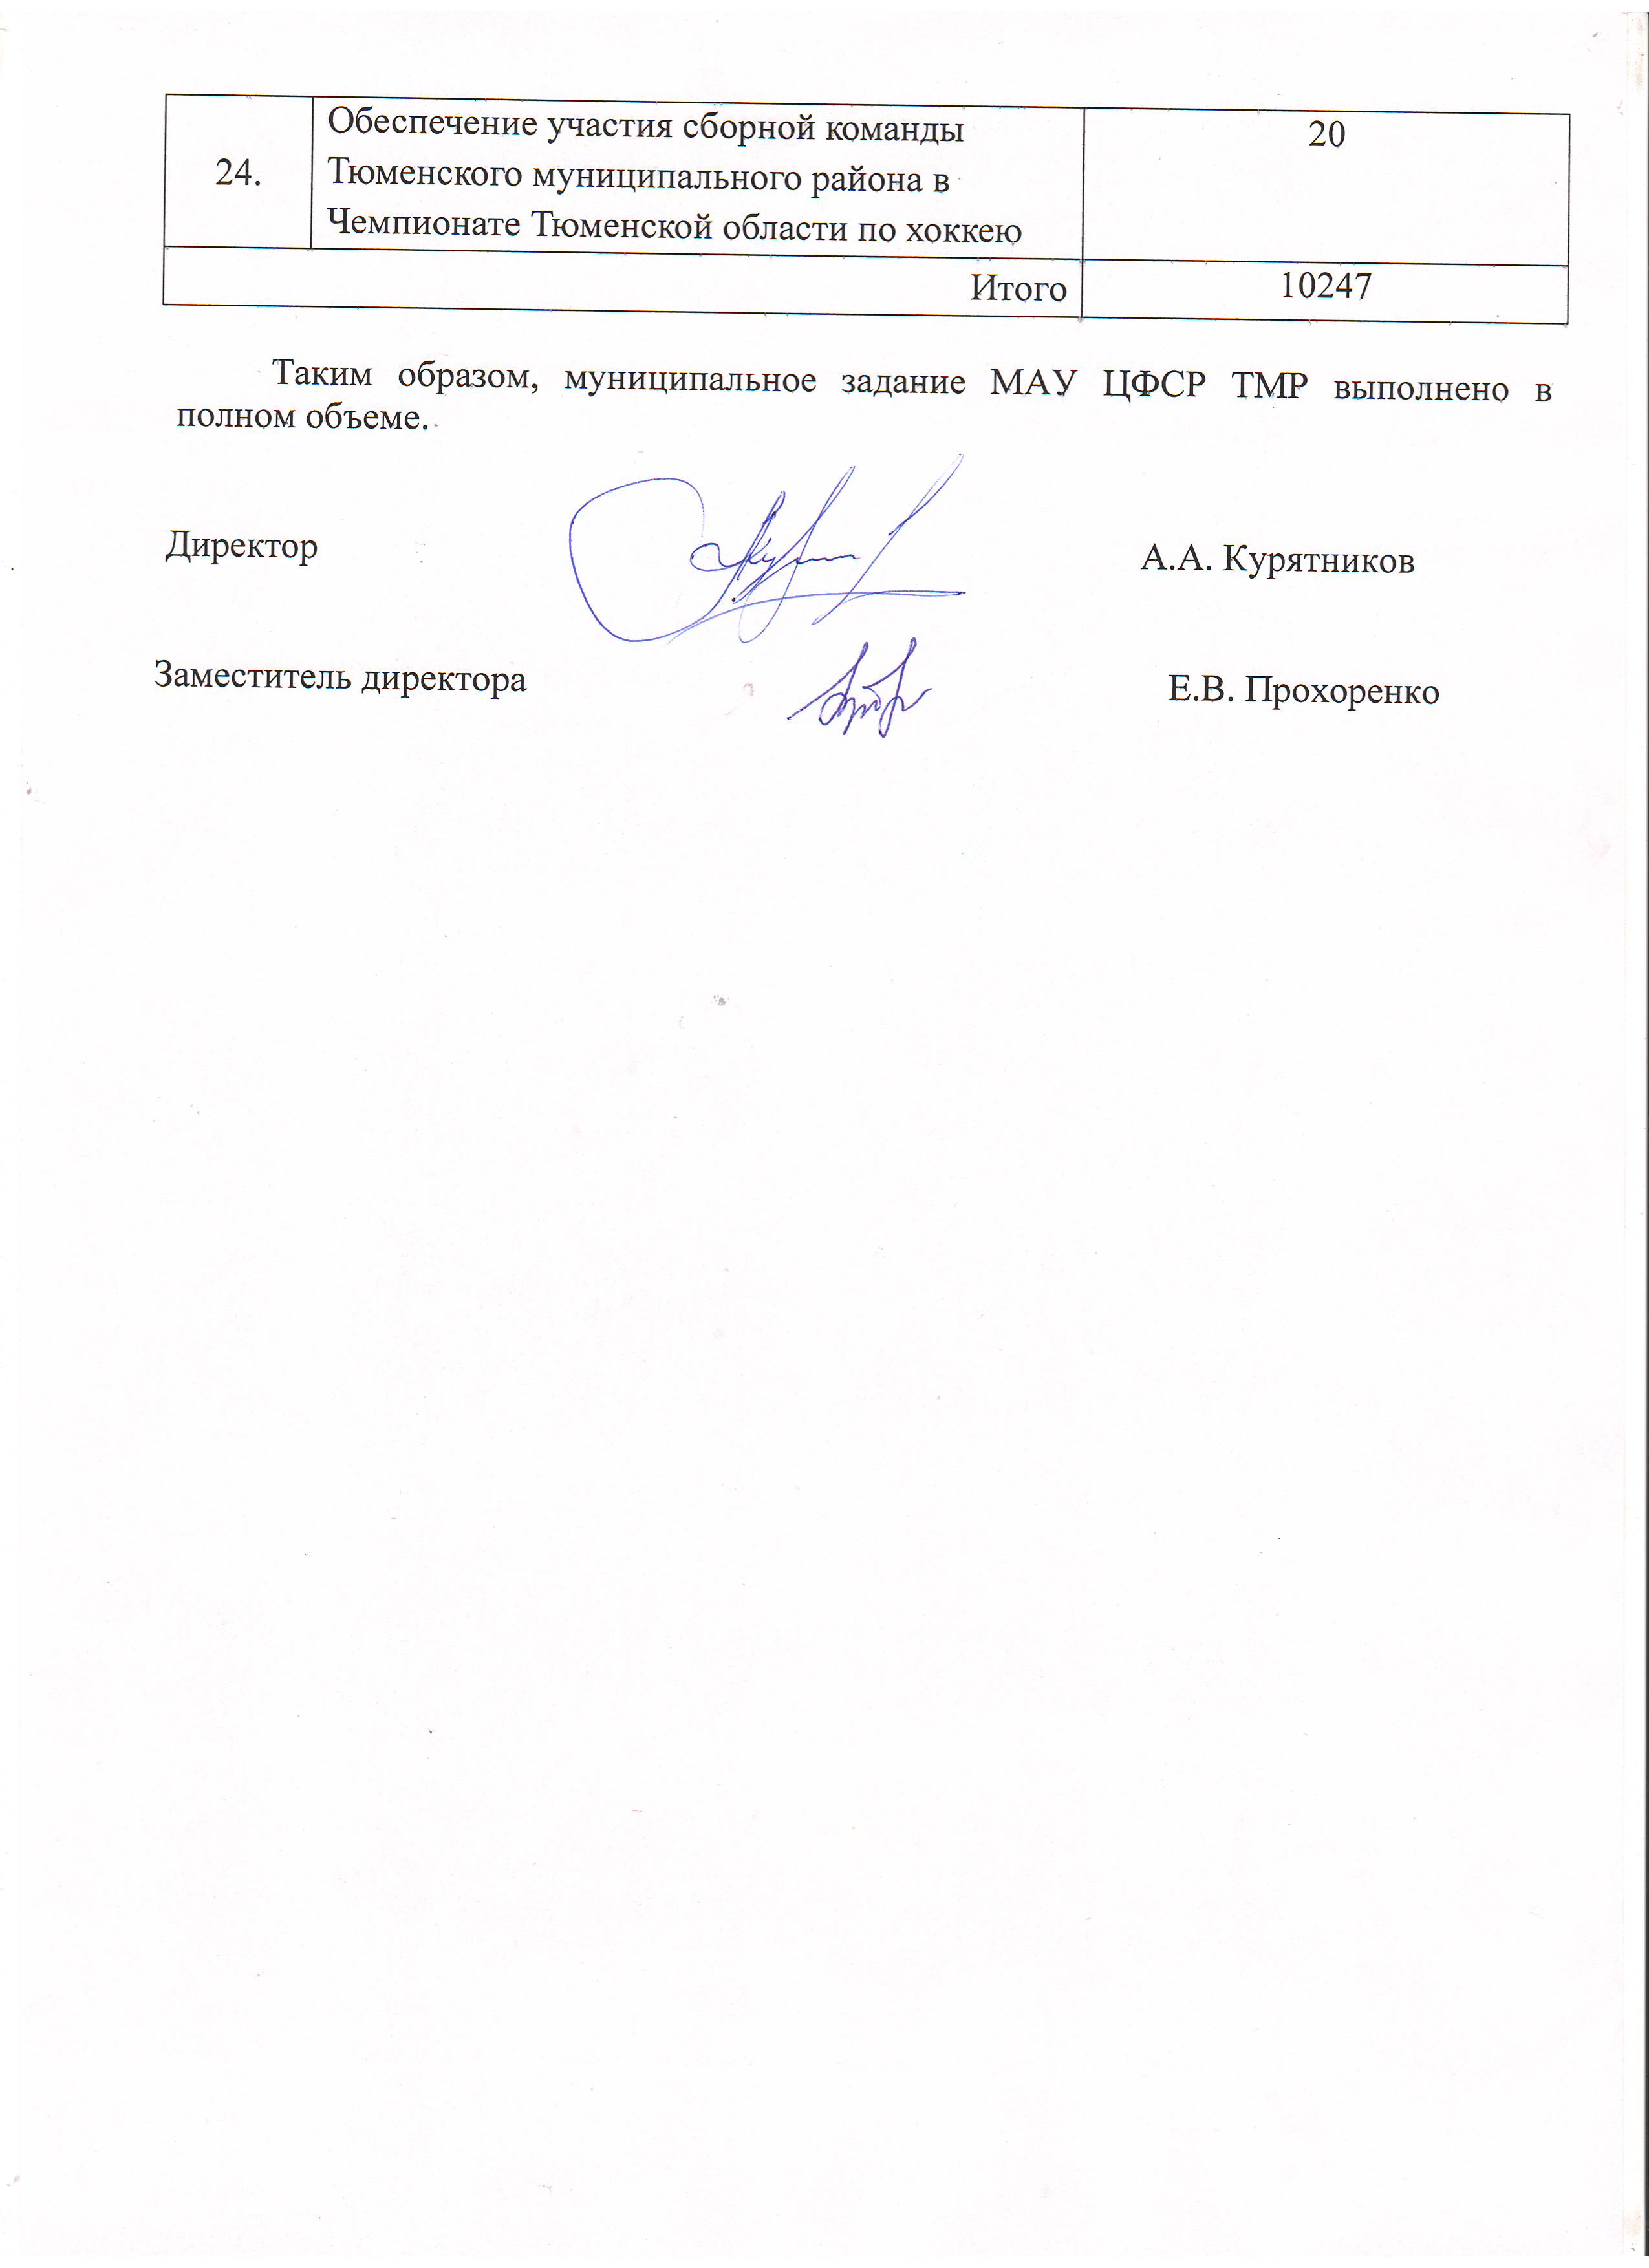 24.
Обеспечение участия сборной команды
Тюменского муниципального района в
Чемпионате Тюменской области по хоккею
20
Итого
10247
Таким образом, муниципальное задание МАУ ЦФСР ТМР выполнено в
полном объеме.
Директор
А.А. Курятников
Заместитель директора
Е.В. Прохоренко